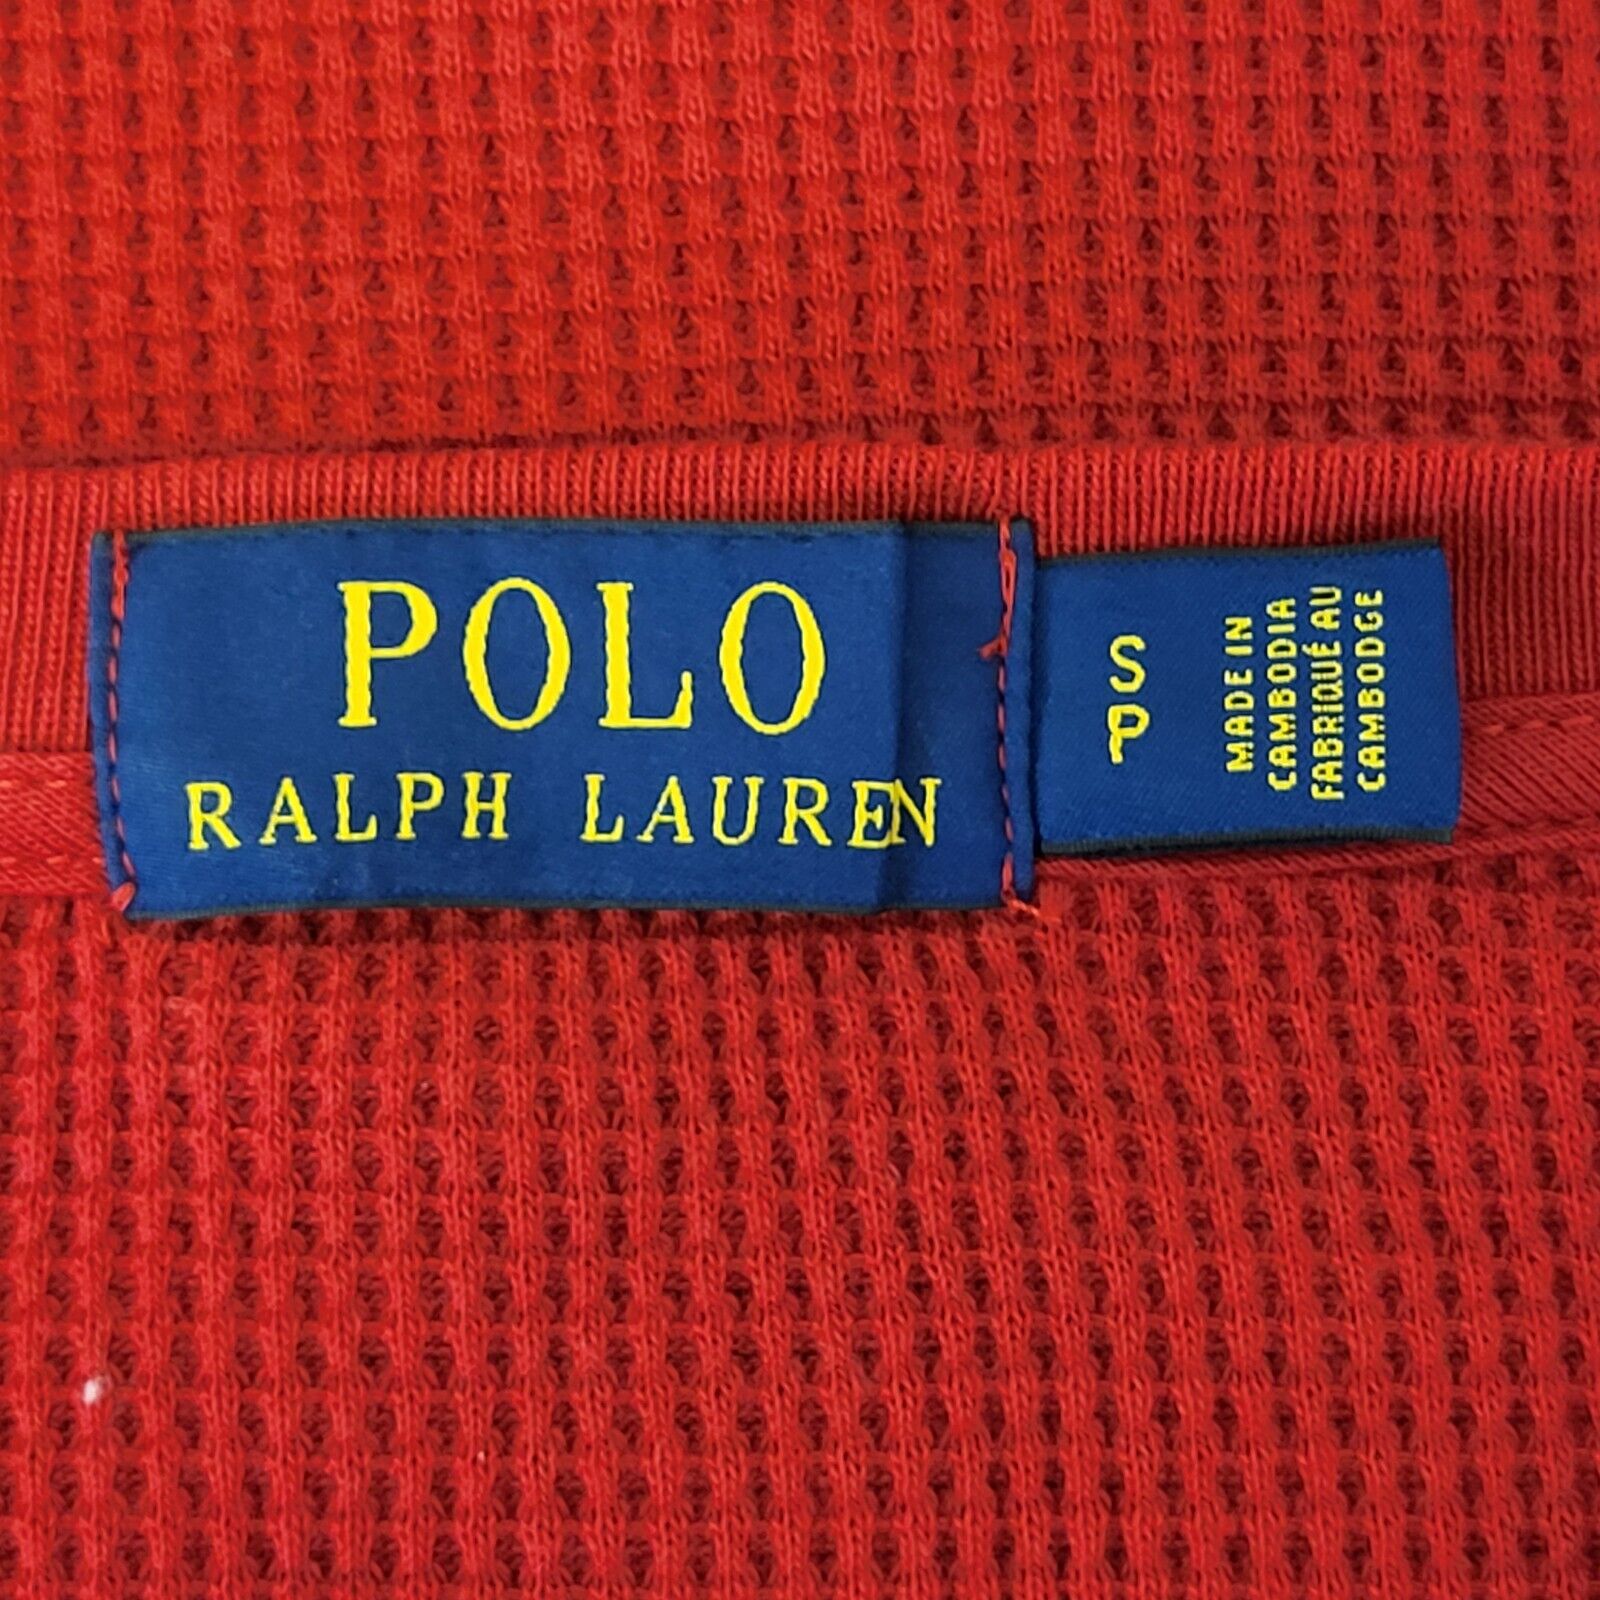 POLO
RALPH LAUREN
S
P
MADE IN
CAMBODIA
FABRIQUÉ AU
CAMBODGE